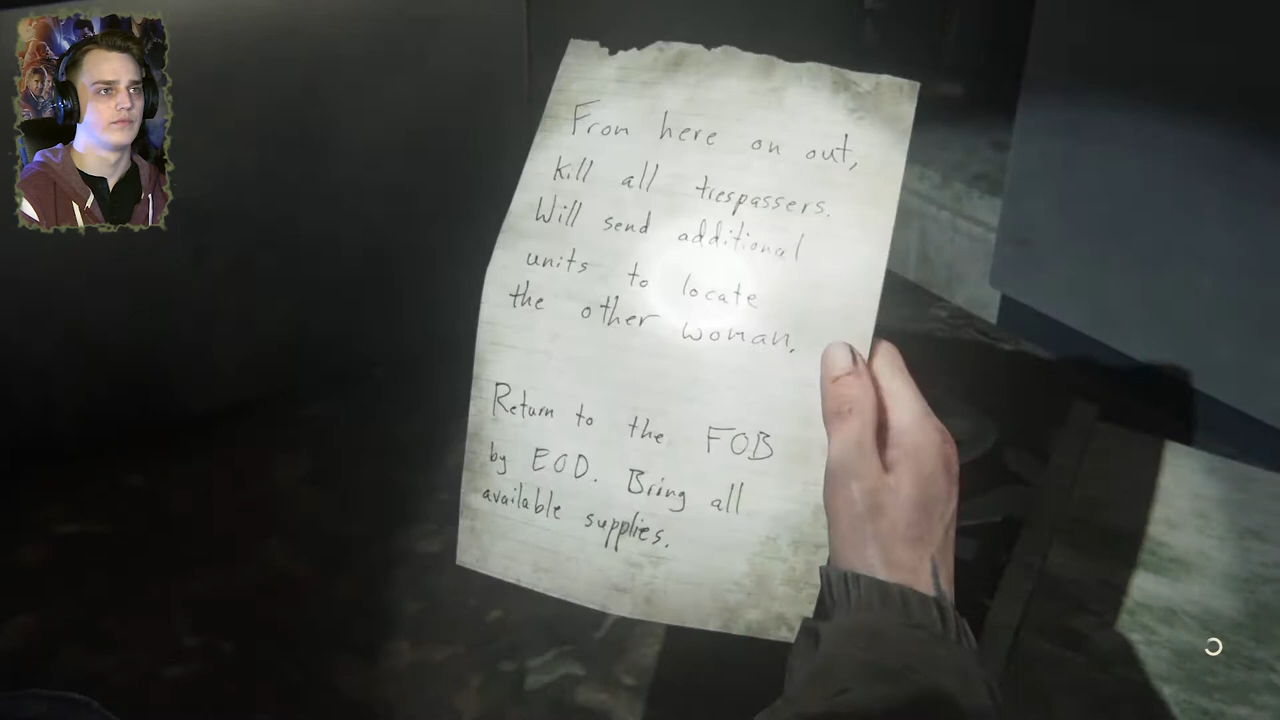 From here on out,
kill all trespassers.
Will send additional
units to locate
the other woman.
Return to the FOB
by EOD. Bring all
available supplies.